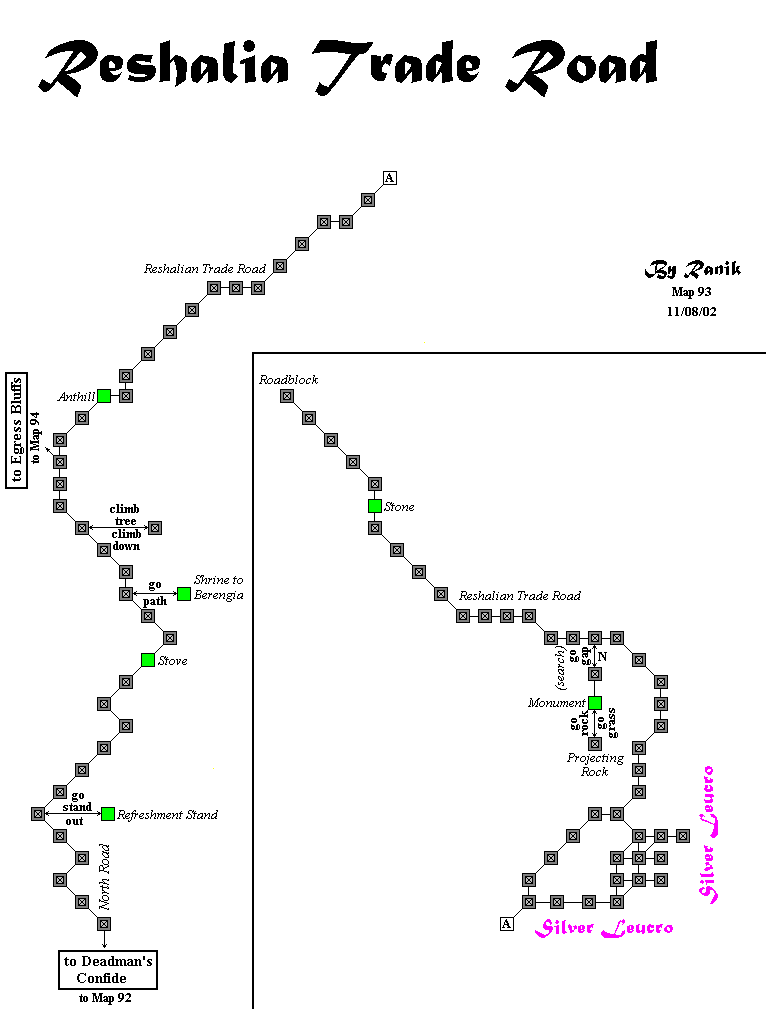 Reshalia Trade Road
A
Reshalian Trade Road
By Ranik
Map 93
11/08/02
Anthill
to Egress Bluffs
to Map 94
climb
tree
climb
down
go
path
Shrine to
Berengia
Stove
go
stand
out
Refreshment Stand
North Road
to Deadman's
Confide
to Map 92
Roadblock
Stone
Reshalian Trade Road
(search)
go
gap
N
Monument
go
rock
go
grass
Projecting
Rock
Silver Leucro
A
Silver Leucro